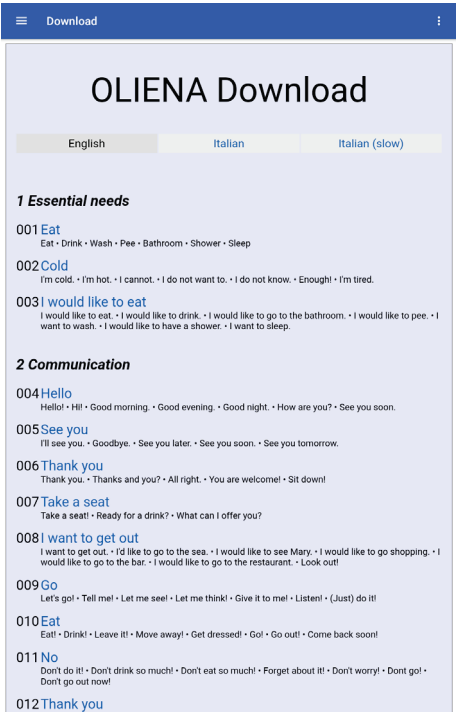 Download
OLIENA Download
English Italian Italian (slow)
1 Essential needs
001 Eat
Eat • Drink • Wash • Pee • Bathroom • Shower • Sleep
002 Cold
I'm cold. • I'm hot. • I cannot. • I do not want to. • I do not know. • Enough! • I'm tired.
003 I would like to eat
I would like to eat. • I would like to drink. • I would like to go to the bathroom. • I would like to pee. • I
want to wash. • I would like to have a shower. • I want to sleep.
2 Communication
004 Hello
Hello! • Hi! • Good morning. • Good evening. • Good night. • How are you? • See you soon.
005 See you
I'll see you. • Goodbye. • See you later. • See you soon. • See you tomorrow.
006 Thank you
Thank you. • Thanks and you? • All right. • You are welcome! • Sit down!
007 Take a seat
Take a seat! • Ready for a drink? • What can I offer you?
008 I want to get out
I want to get out. • I'd like to go to the sea. • I would like to see Mary. • I would like to go shopping. • I
would like to go to the bar. • I would like to go to the restaurant. • Look out!
009 Go
Let's go! • Tell me! • Let me see! • Let me think! • Give it to me! • Listen! • (Just) do it!
010 Eat
Eat! • Drink! • Leave it! • Move away! • Get dressed! • Go! • Go out! • Come back soon!
011 No
Don't do it! • Don't drink so much! • Don't eat so much! • Forget about it! • Don't worry! • Dont go! •
Don't go out now!
012 Thank you